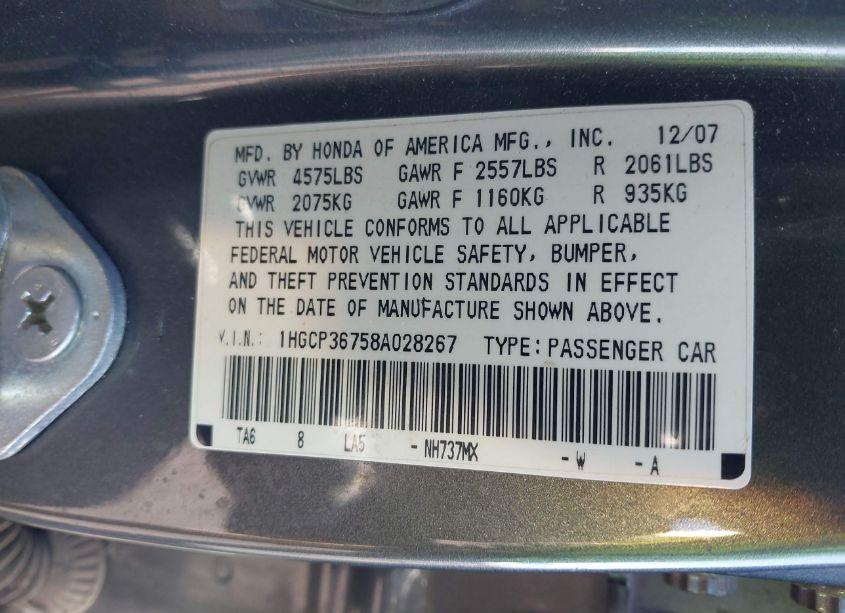 MFD. BY HONDA OF AMERICA MFG., INC. 12/07
GVWR 4575LBS GAWR F 2557LBS R 2061LBS
GVWR 2075KG GAWR F 1160KG R 935KG
THIS VEHICLE CONFORMS TO ALL APPLICABLE
FEDERAL MOTOR VEHICLE SAFETY, BUMPER,
AND THEFT PREVENTION STANDARDS IN EFFECT
ON THE DATE OF MANUFACTURE SHOWN ABOVE.
V.I.N.: 1HGCP36758A028267 TYPE:PASSENGER CAR
TA6 8 LA5 -NH737MX -W -A